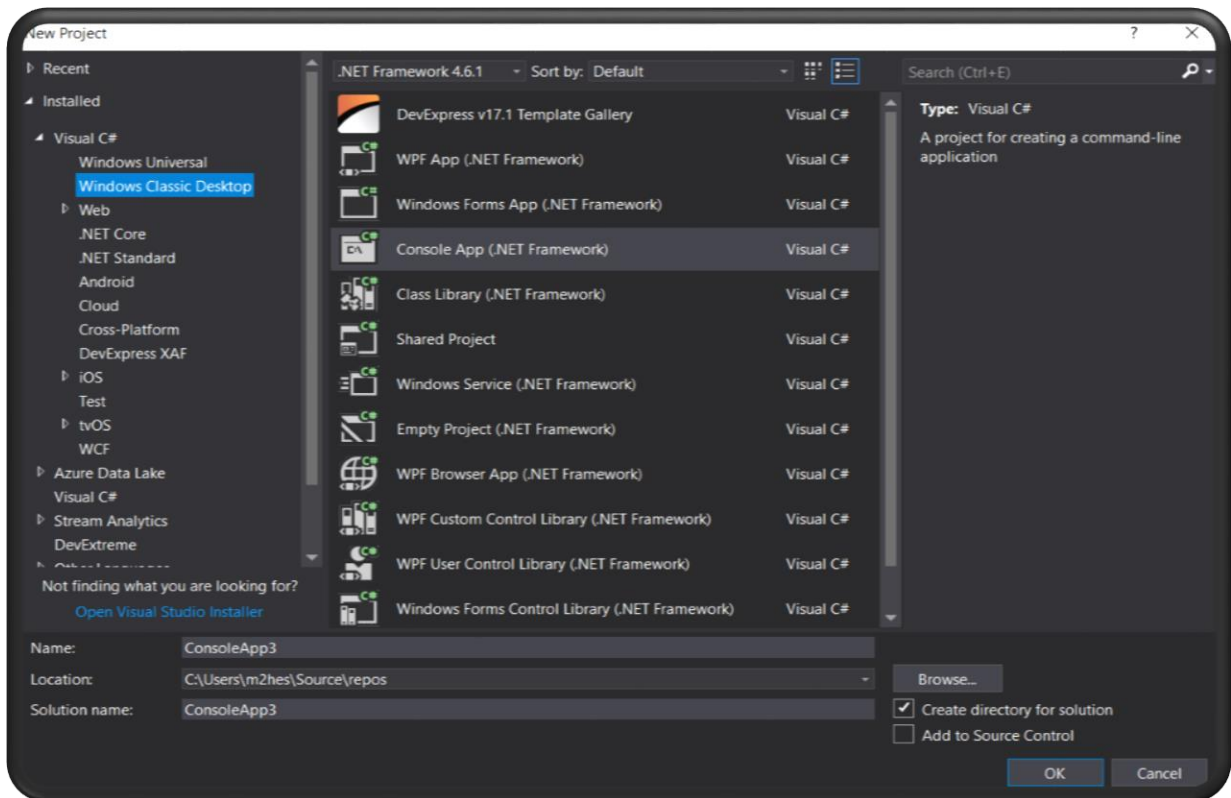 New Project
?
Recent
Installed
Visual C#
Windows Universal
Windows Classic Desktop
Web
.NET Core
.NET Standard
Android
Cloud
Cross-Platform
DevExpress XAF
iOS
Test
tvOS
WCF
Azure Data Lake
Visual C#
Stream Analytics
DevExtreme
Other Languages
Not finding what you are looking for?
Open Visual Studio Installer
.NET Framework 4.6.1
Sort by: Default
DevExpress v17.1 Template Gallery Visual C#
WPF App (.NET Framework) Visual C#
Windows Forms App (.NET Framework) Visual C#
Console App (.NET Framework) Visual C#
Class Library (.NET Framework) Visual C#
Shared Project Visual C#
Windows Service (.NET Framework) Visual C#
Empty Project (.NET Framework) Visual C#
WPF Browser App (.NET Framework) Visual C#
WPF Custom Control Library (.NET Framework) Visual C#
WPF User Control Library (.NET Framework) Visual C#
Windows Forms Control Library (.NET Framework) Visual C#
Search (Ctrl+E)
Type: Visual C#
A project for creating a command-line
application
Name: ConsoleApp3
Location: C:\Users\m2hes\Source\repos
Browse...
Solution name: ConsoleApp3
Create directory for solution
Add to Source Control
OK Cancel